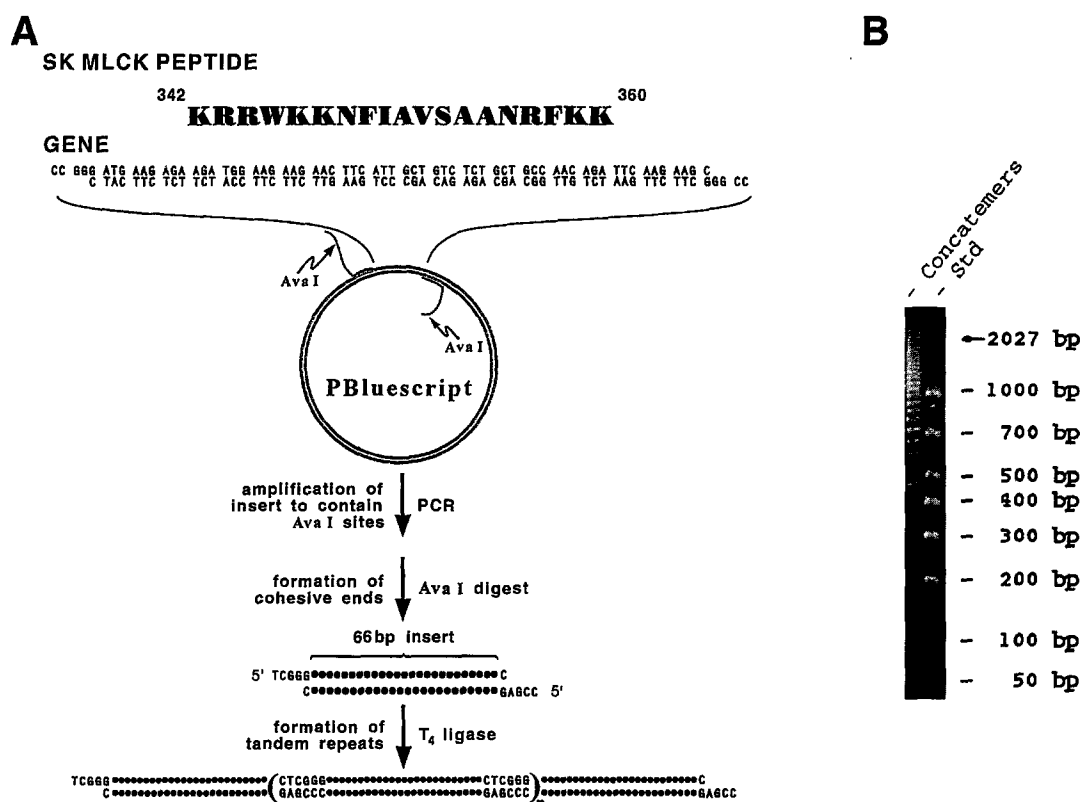 A
SK MLCK PEPTIDE
342 KRRWKKNFIAVSAANRFKK 360
GENE
CC GGG ATG AAG AGA AGA TGG AAG AAG AAC TTC ATT GCT GTC TCT GCT GCC AAC AGA TTC AAG AAG C
C TAC TTC TCT TCT ACC TTC TTC TTG AAG TCC CGA CAG AGA CGA CGG TTG TCT AAG TTC TTC GGG CC
Ava I
Ava I
PBluescript
amplification of
insert to contain
Ava I sites
PCR
formation of
cohesive ends
Ava I digest
66bp insert
5' TCGGG C
C GAGCC 5'
formation of
tandem repeats
T4 ligase
TCGGG (CTCGGG CTCGGG) C
C (GAGCCC GAGCCC) GAGCC
B
- Concatemers
- Std
2027 bp
- 1000 bp
- 700 bp
- 500 bp
- 400 bp
- 300 bp
- 200 bp
- 100 bp
- 50 bp